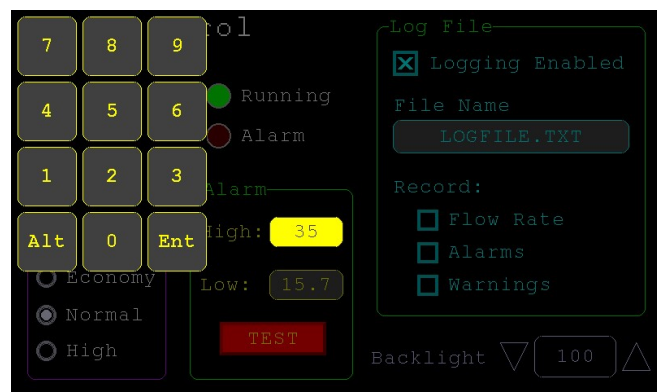 7 8 9
4 5 6
1 2 3
Alt 0 Ent
rol
Running
Alarm
Alarm
High: 35
Low: 15.7
TEST
Economy
Normal
High
Log File
Logging Enabled
File Name
LOGFILE.TXT
Record:
Flow Rate
Alarms
Warnings
Backlight 100